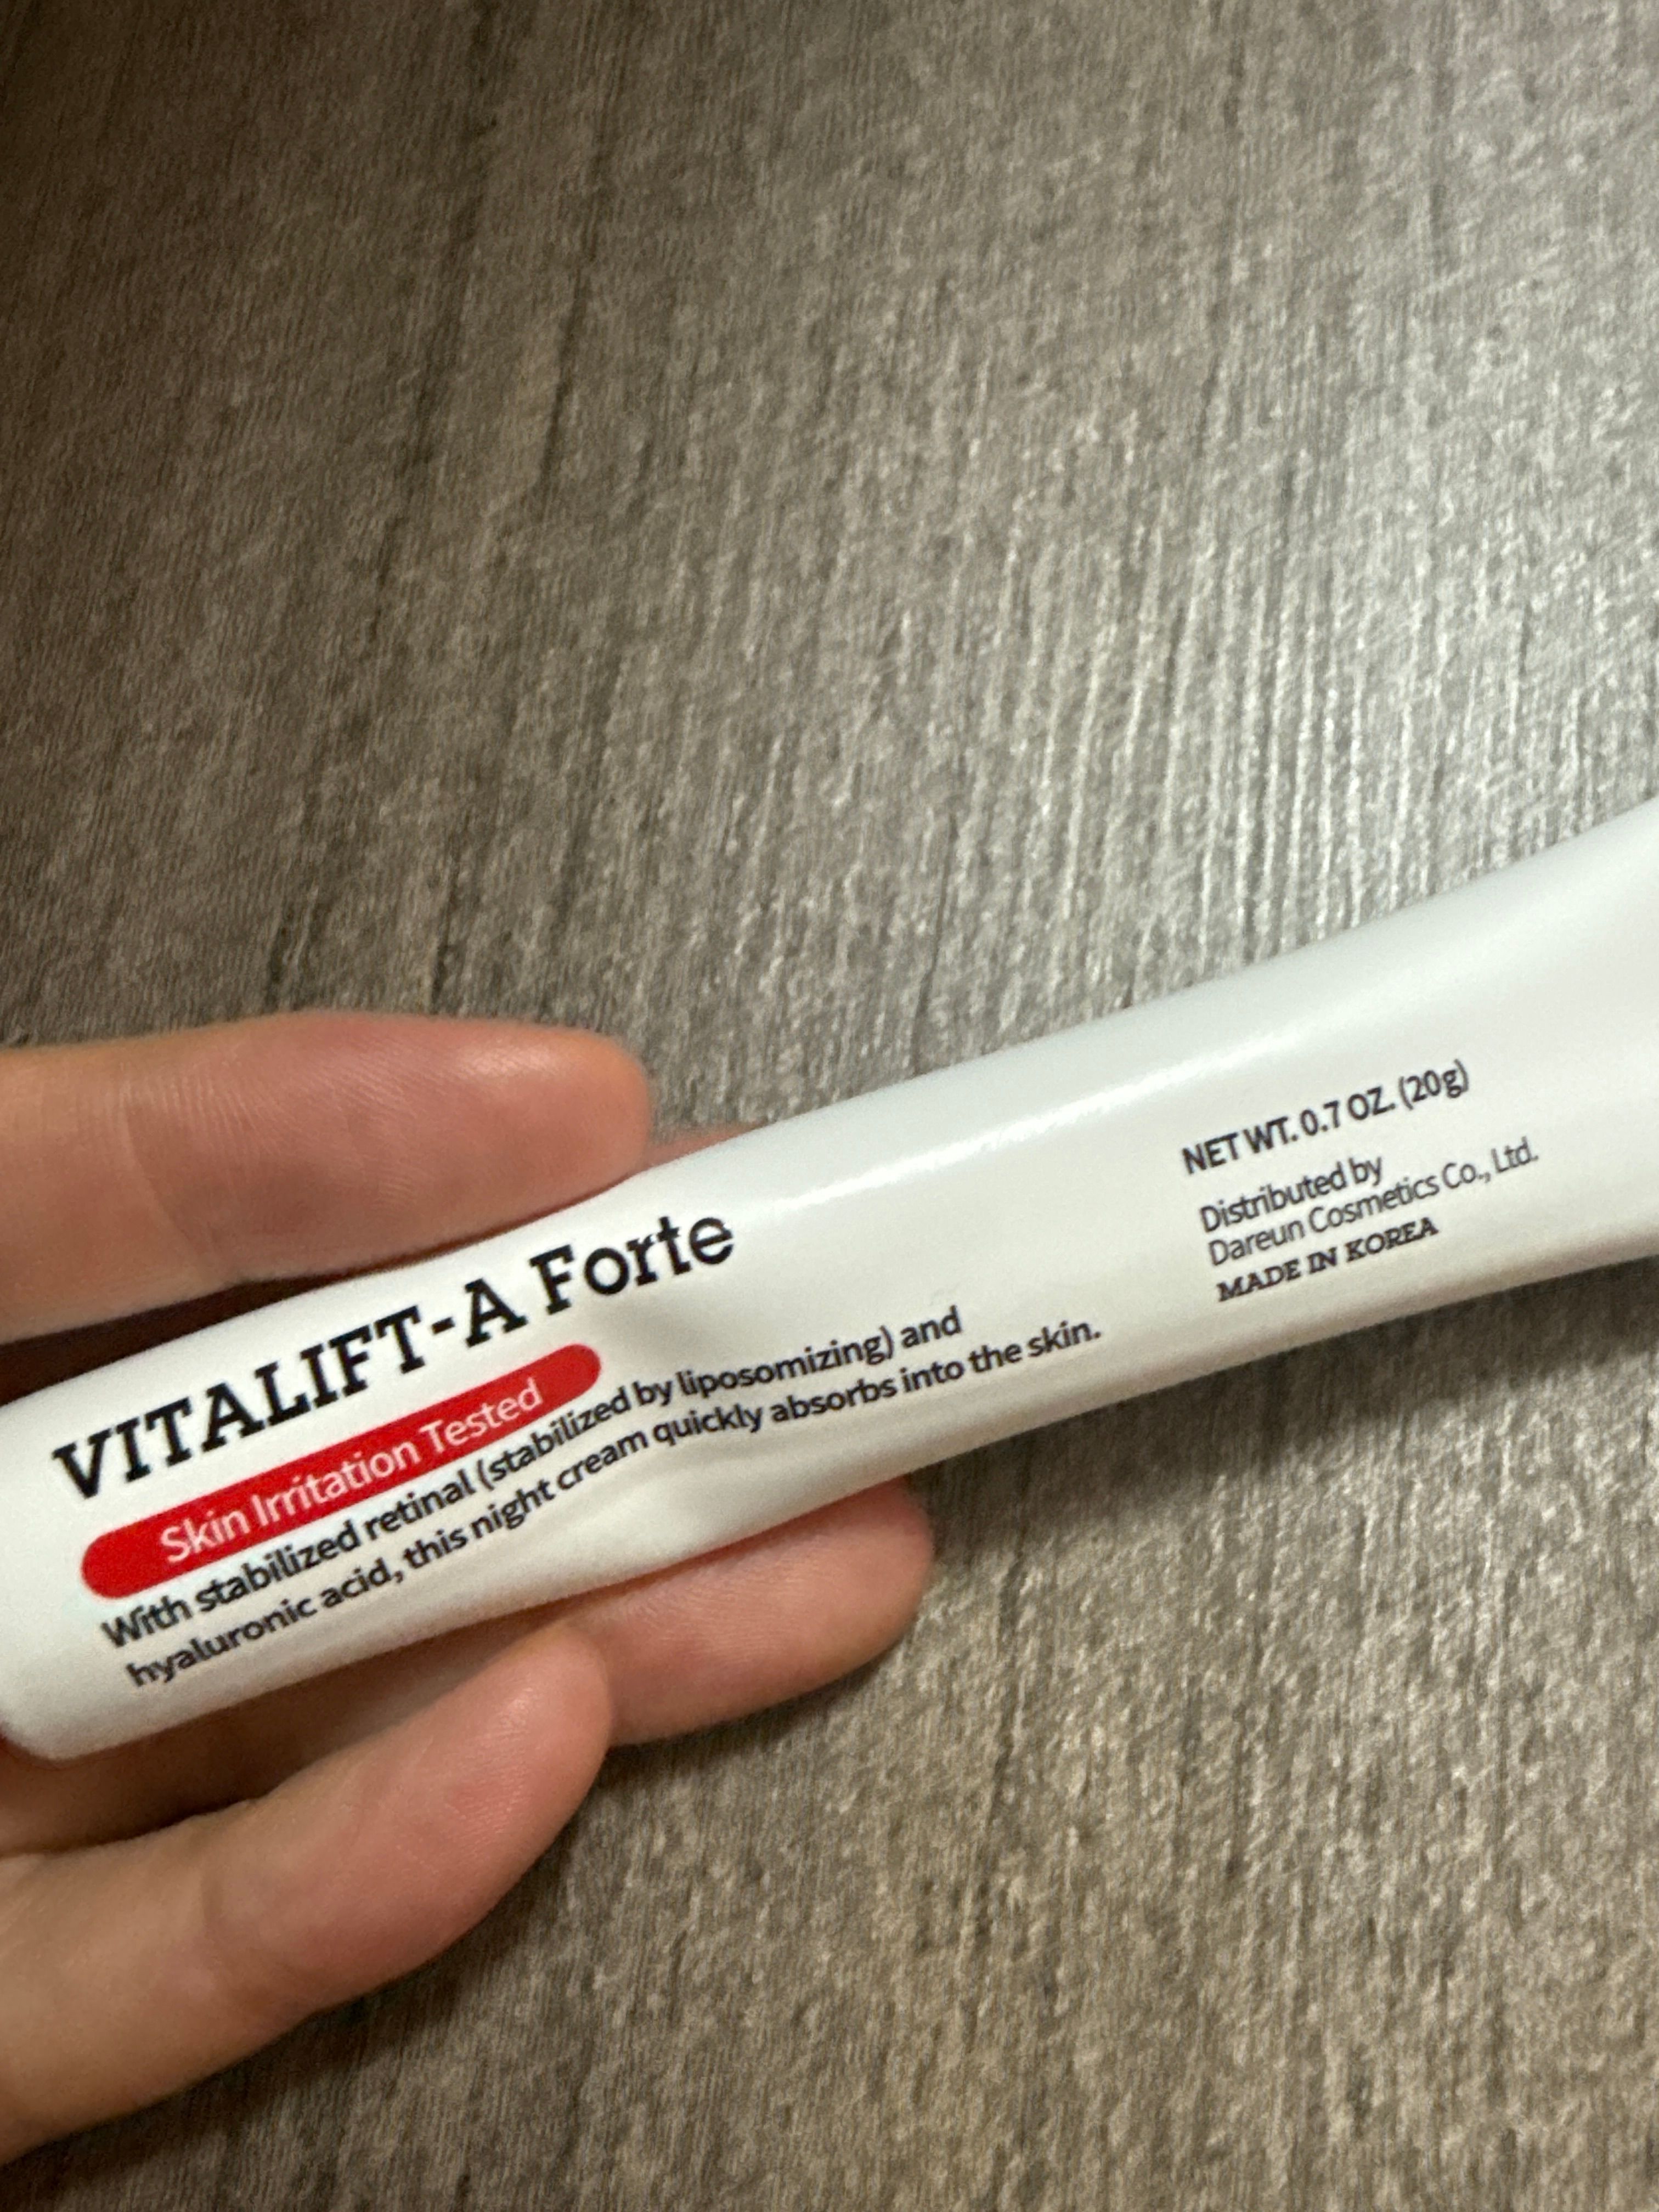 VITALIFT-A Forte
Skin Irritation Tested
With stabilized retinal (stabilized by liposomizing) and
hyaluronic acid, this night cream quickly absorbs into the skin.
NET WT. 0.7 OZ. (20g)
Distributed by
Dareun Cosmetics Co., Ltd.
MADE IN KOREA